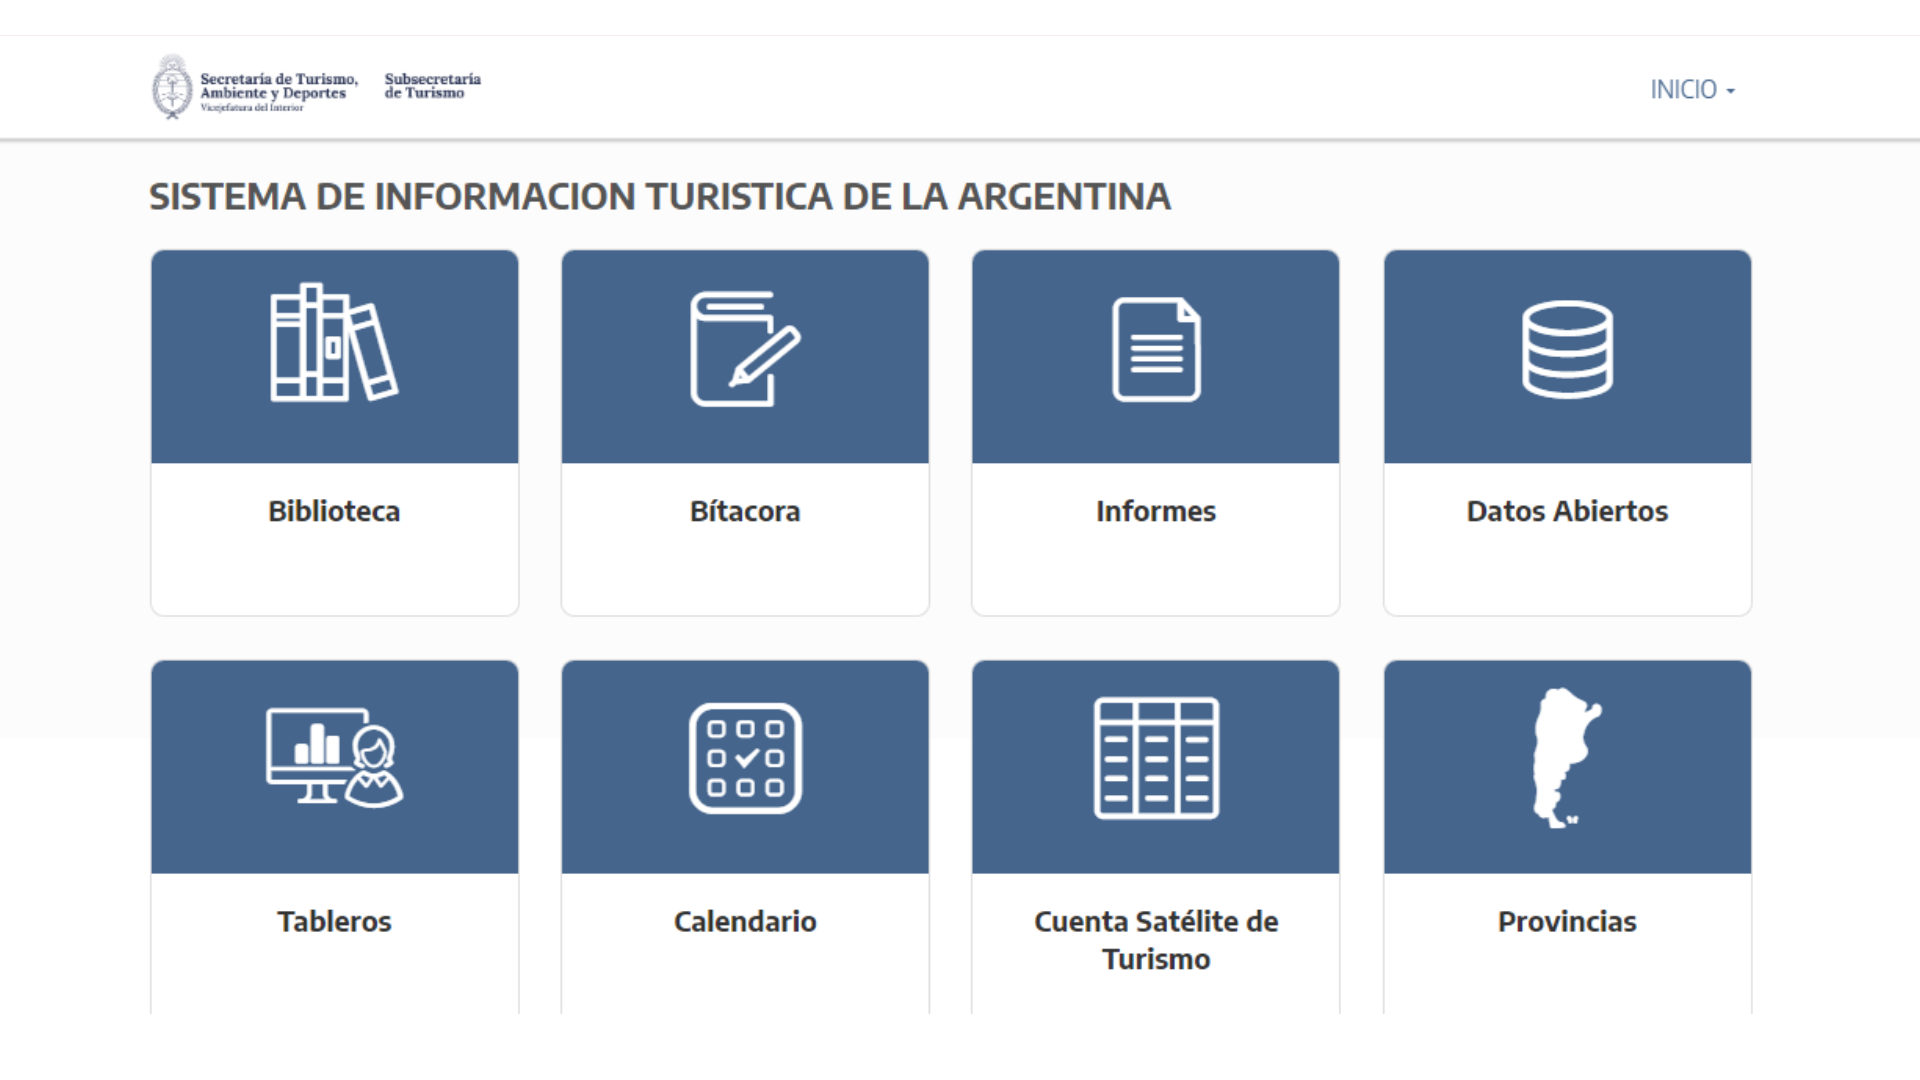 Secretaría de Turismo,
Ambiente y Deportes
Vicejefatura del Interior
Subsecretaría
de Turismo
INICIO
SISTEMA DE INFORMACION TURISTICA DE LA ARGENTINA
Biblioteca
Bítacora
Informes
Datos Abiertos
Tableros
Calendario
Cuenta Satélite de
Turismo
Provincias